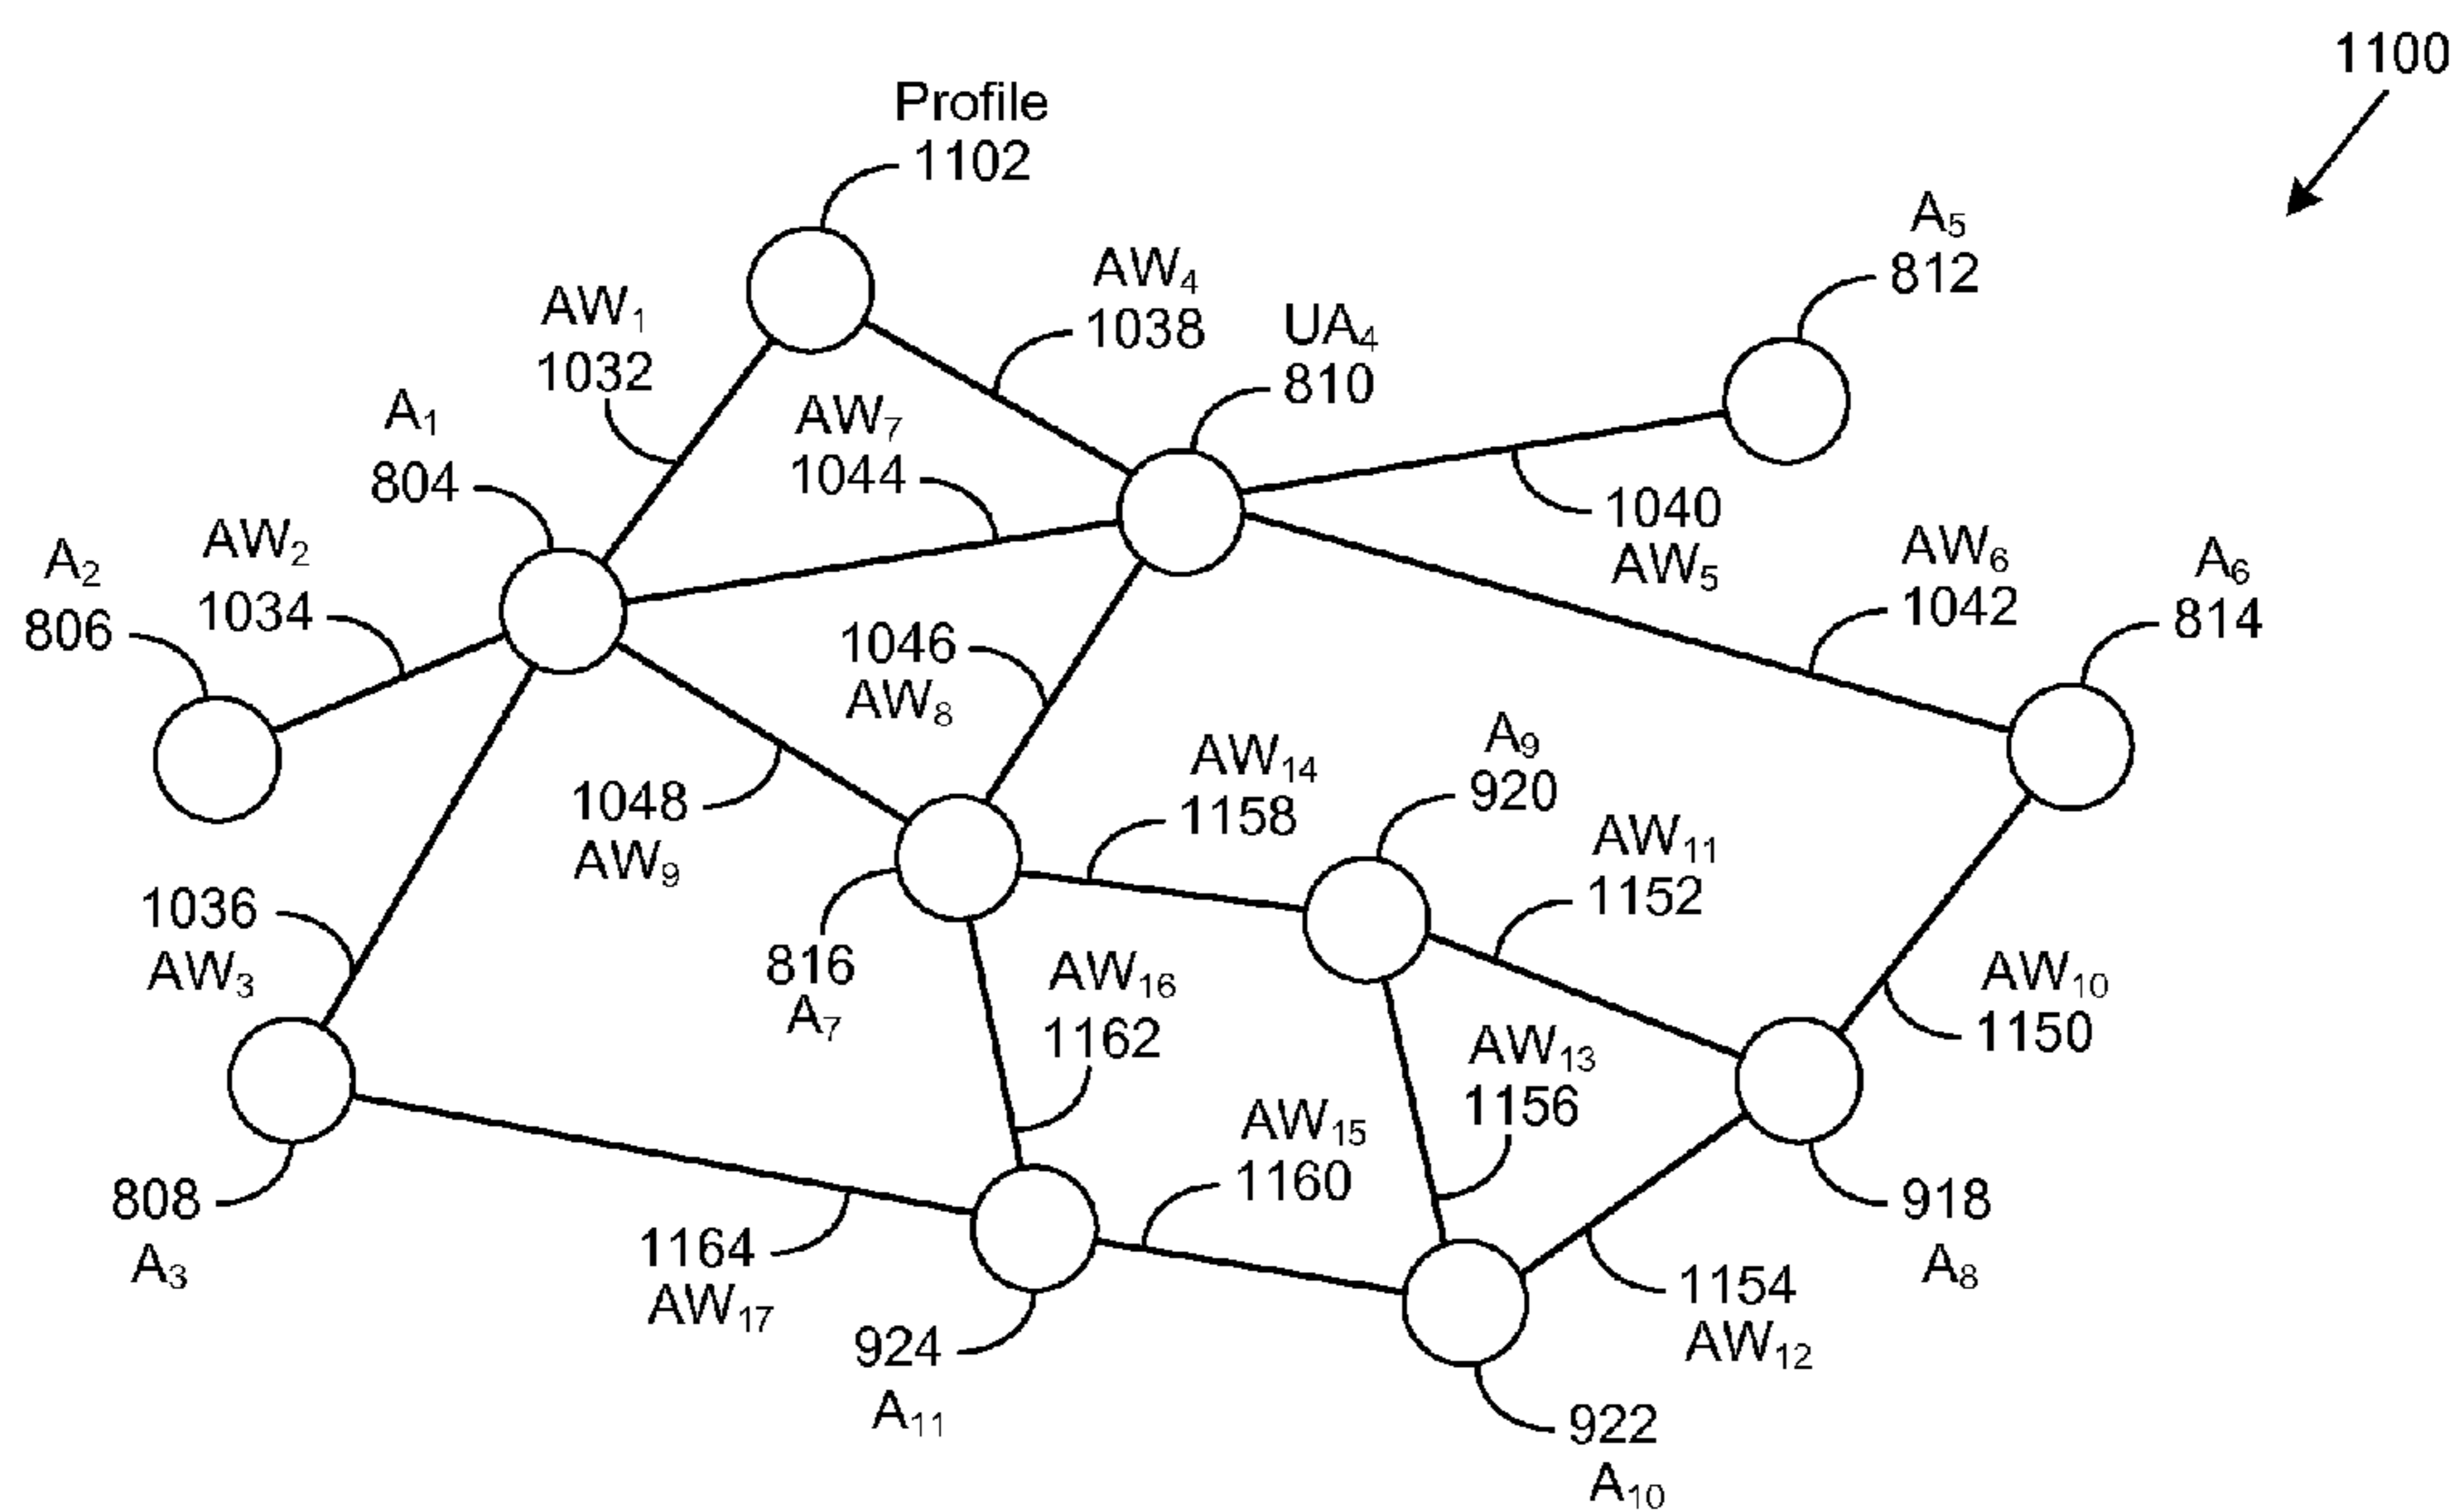 1100
Profile
1102
A₅
812
AW₄
1038
AW₁
1032
UA₄
810
A₁
804
AW₇
1044
1040
AW₅
AW₆
1042
A₆
814
A₂
806
AW₂
1034
1046
AW₈
A₉
920
AW₁₄
1158
1048
AW₉
AW₁₁
1152
1036
AW₃
816
A₇
AW₁₆
1162
AW₁₀
1150
AW₁₃
1156
AW₁₅
1160
808
A₃
918
A₈
1164
AW₁₇
1154
AW₁₂
924
A₁₁
922
A₁₀